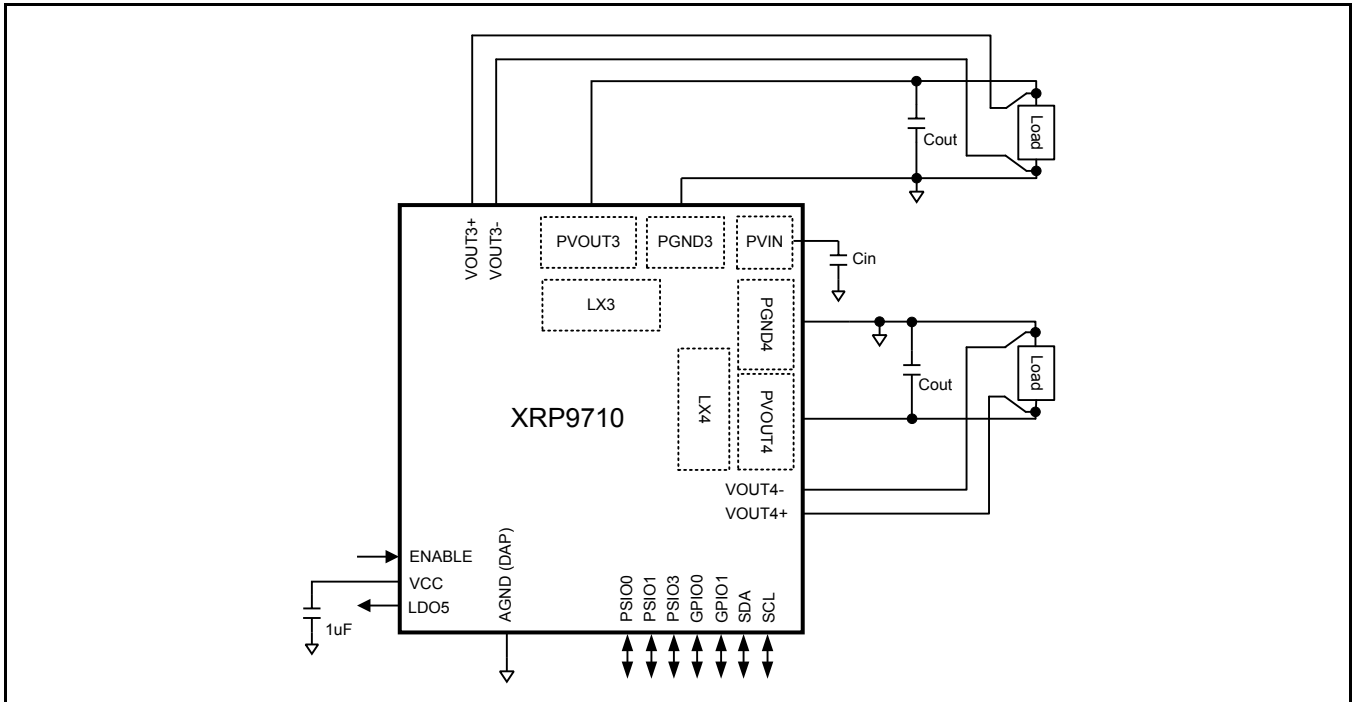 Load
Cout
VOUT3+
VOUT3-
PVOUT3
PGND3
PVIN
Cin
LX3
PGND4
Load
Cout
LX4
PVOUT4
XRP9710
VOUT4-
VOUT4+
ENABLE
VCC
LDO5
1uF
AGND (DAP)
PSIO0
PSIO1
PSIO3
GPIO0
GPIO1
SDA
SCL